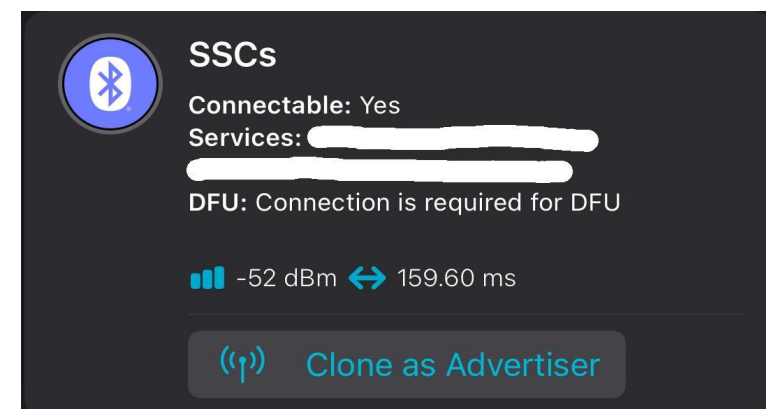 SSCs
Connectable: Yes
Services:
DFU: Connection is required for DFU
-52 dBm 159.60 ms
Clone as Advertiser